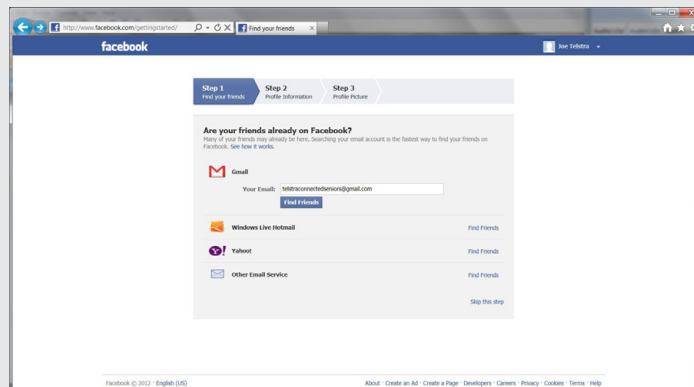 http://www.facebook.com/gettingstarted/
Find your friends
facebook
Joe Telstra
Step 1
Find your friends
Step 2
Profile Information
Step 3
Profile Picture
Are your friends already on Facebook?
Many of your friends may already be here. Searching your email account is the fastest way to find your friends on
Facebook. See how it works.
Gmail
Your Email: telstraconnectedseniors@gmail.com
Find Friends
Windows Live Hotmail Find Friends
Yahoo! Find Friends
Other Email Service Find Friends
Skip this step
Facebook © 2012 · English (US) About · Create an Ad · Create a Page · Developers · Careers · Privacy · Cookies · Terms · Help